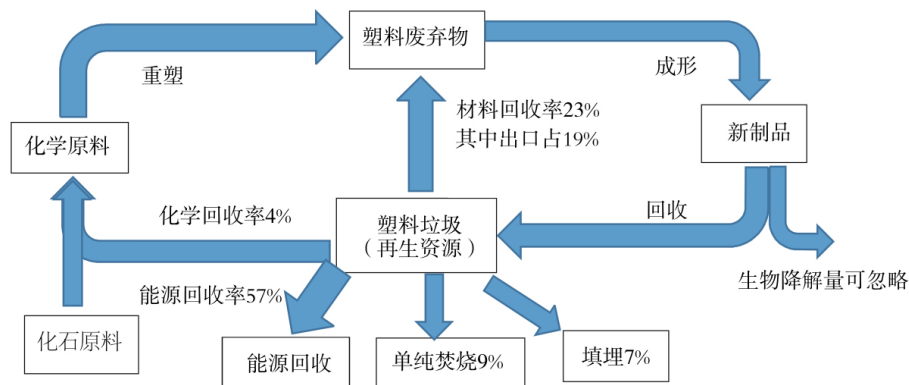 塑料废弃物
重塑
成形
材料回收率23%
其中出口占19%
化学原料
新制品
化学回收率4%
塑料垃圾
（再生资源）
回收
生物降解量可忽略
能源回收率57%
化石原料
能源回收
单纯焚烧9%
填埋7%